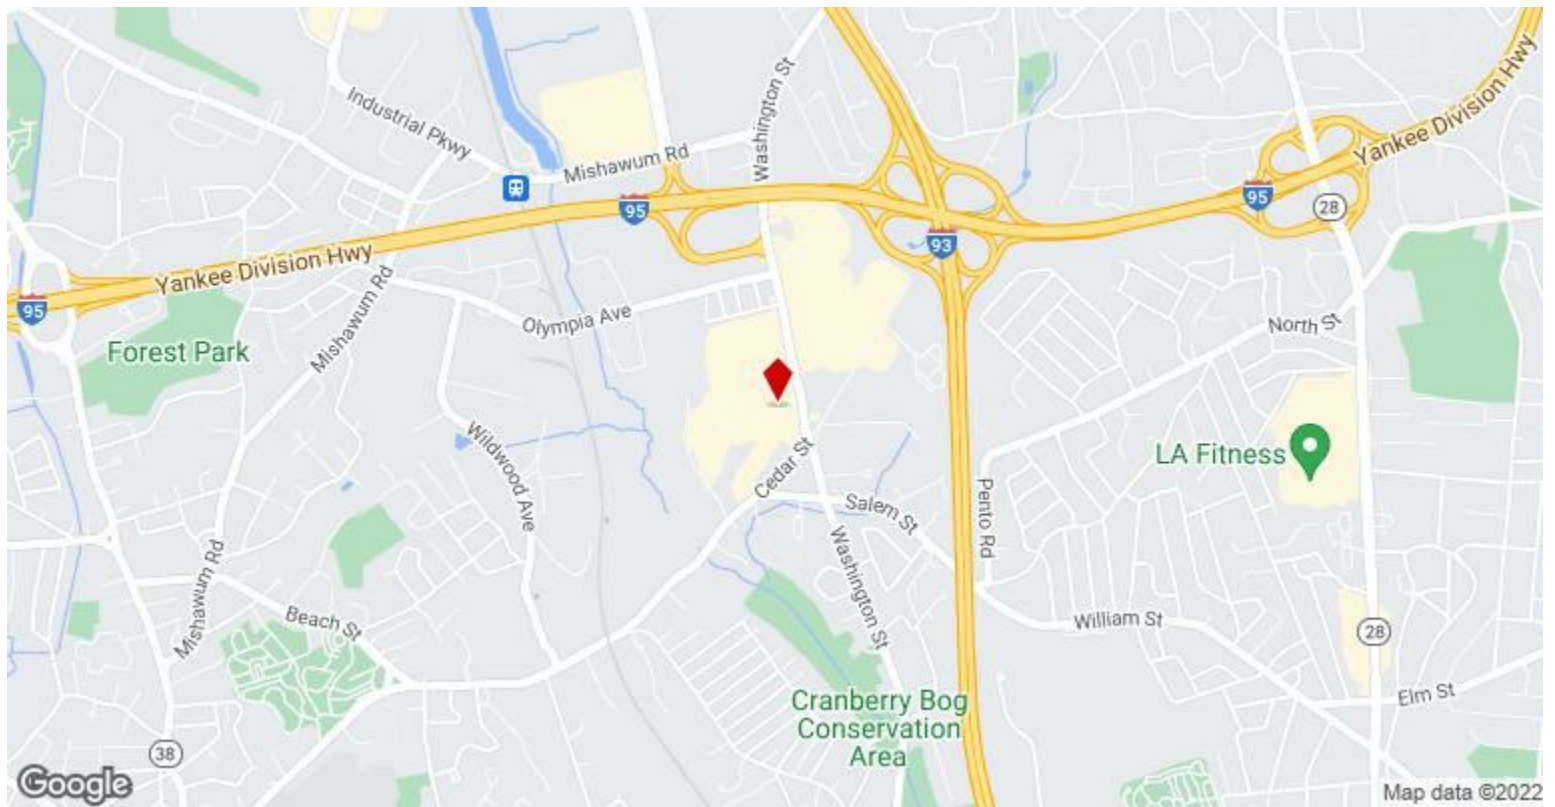 Industrial Pkwy
Washington St
Mishawum Rd
Yankee Division Hwy
95
95
28
93
Yankee Division Hwy
95
Olympia Ave
Mishawum Rd
North St
Forest Park
LA Fitness
Wildwood Ave
Cedar St
Salem St
Pento Rd
Washington St
Mishawum Rd
Beach St
William St
28
Elm St
Cranberry Bog
Conservation
Area
38
Google
Map data ©2022